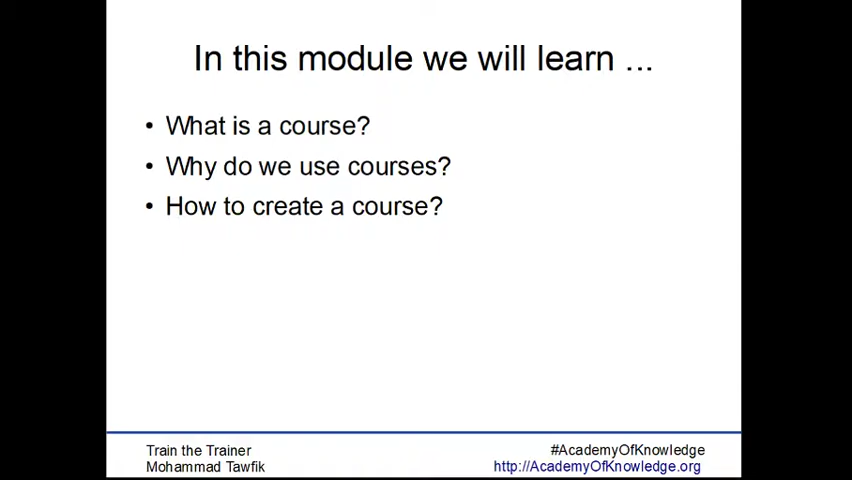 In this module we will learn ...
• What is a course?
• Why do we use courses?
• How to create a course?
Train the Trainer
Mohammad Tawfik
#AcademyOfKnowledge
http://AcademyOfKnowledge.org